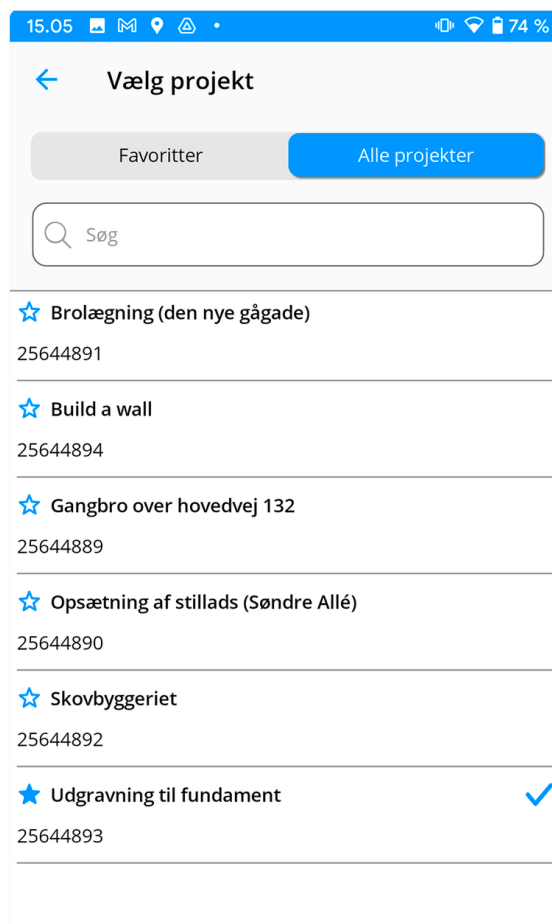 15.05
74 %
Vælg projekt
Favoritter
Alle projekter
Søg
Brolægning (den nye gågade)
25644891
Build a wall
25644894
Gangbro over hovedvej 132
25644889
Opsætning af stillads (Søndre Allé)
25644890
Skovbyggeriet
25644892
Udgravning til fundament
25644893